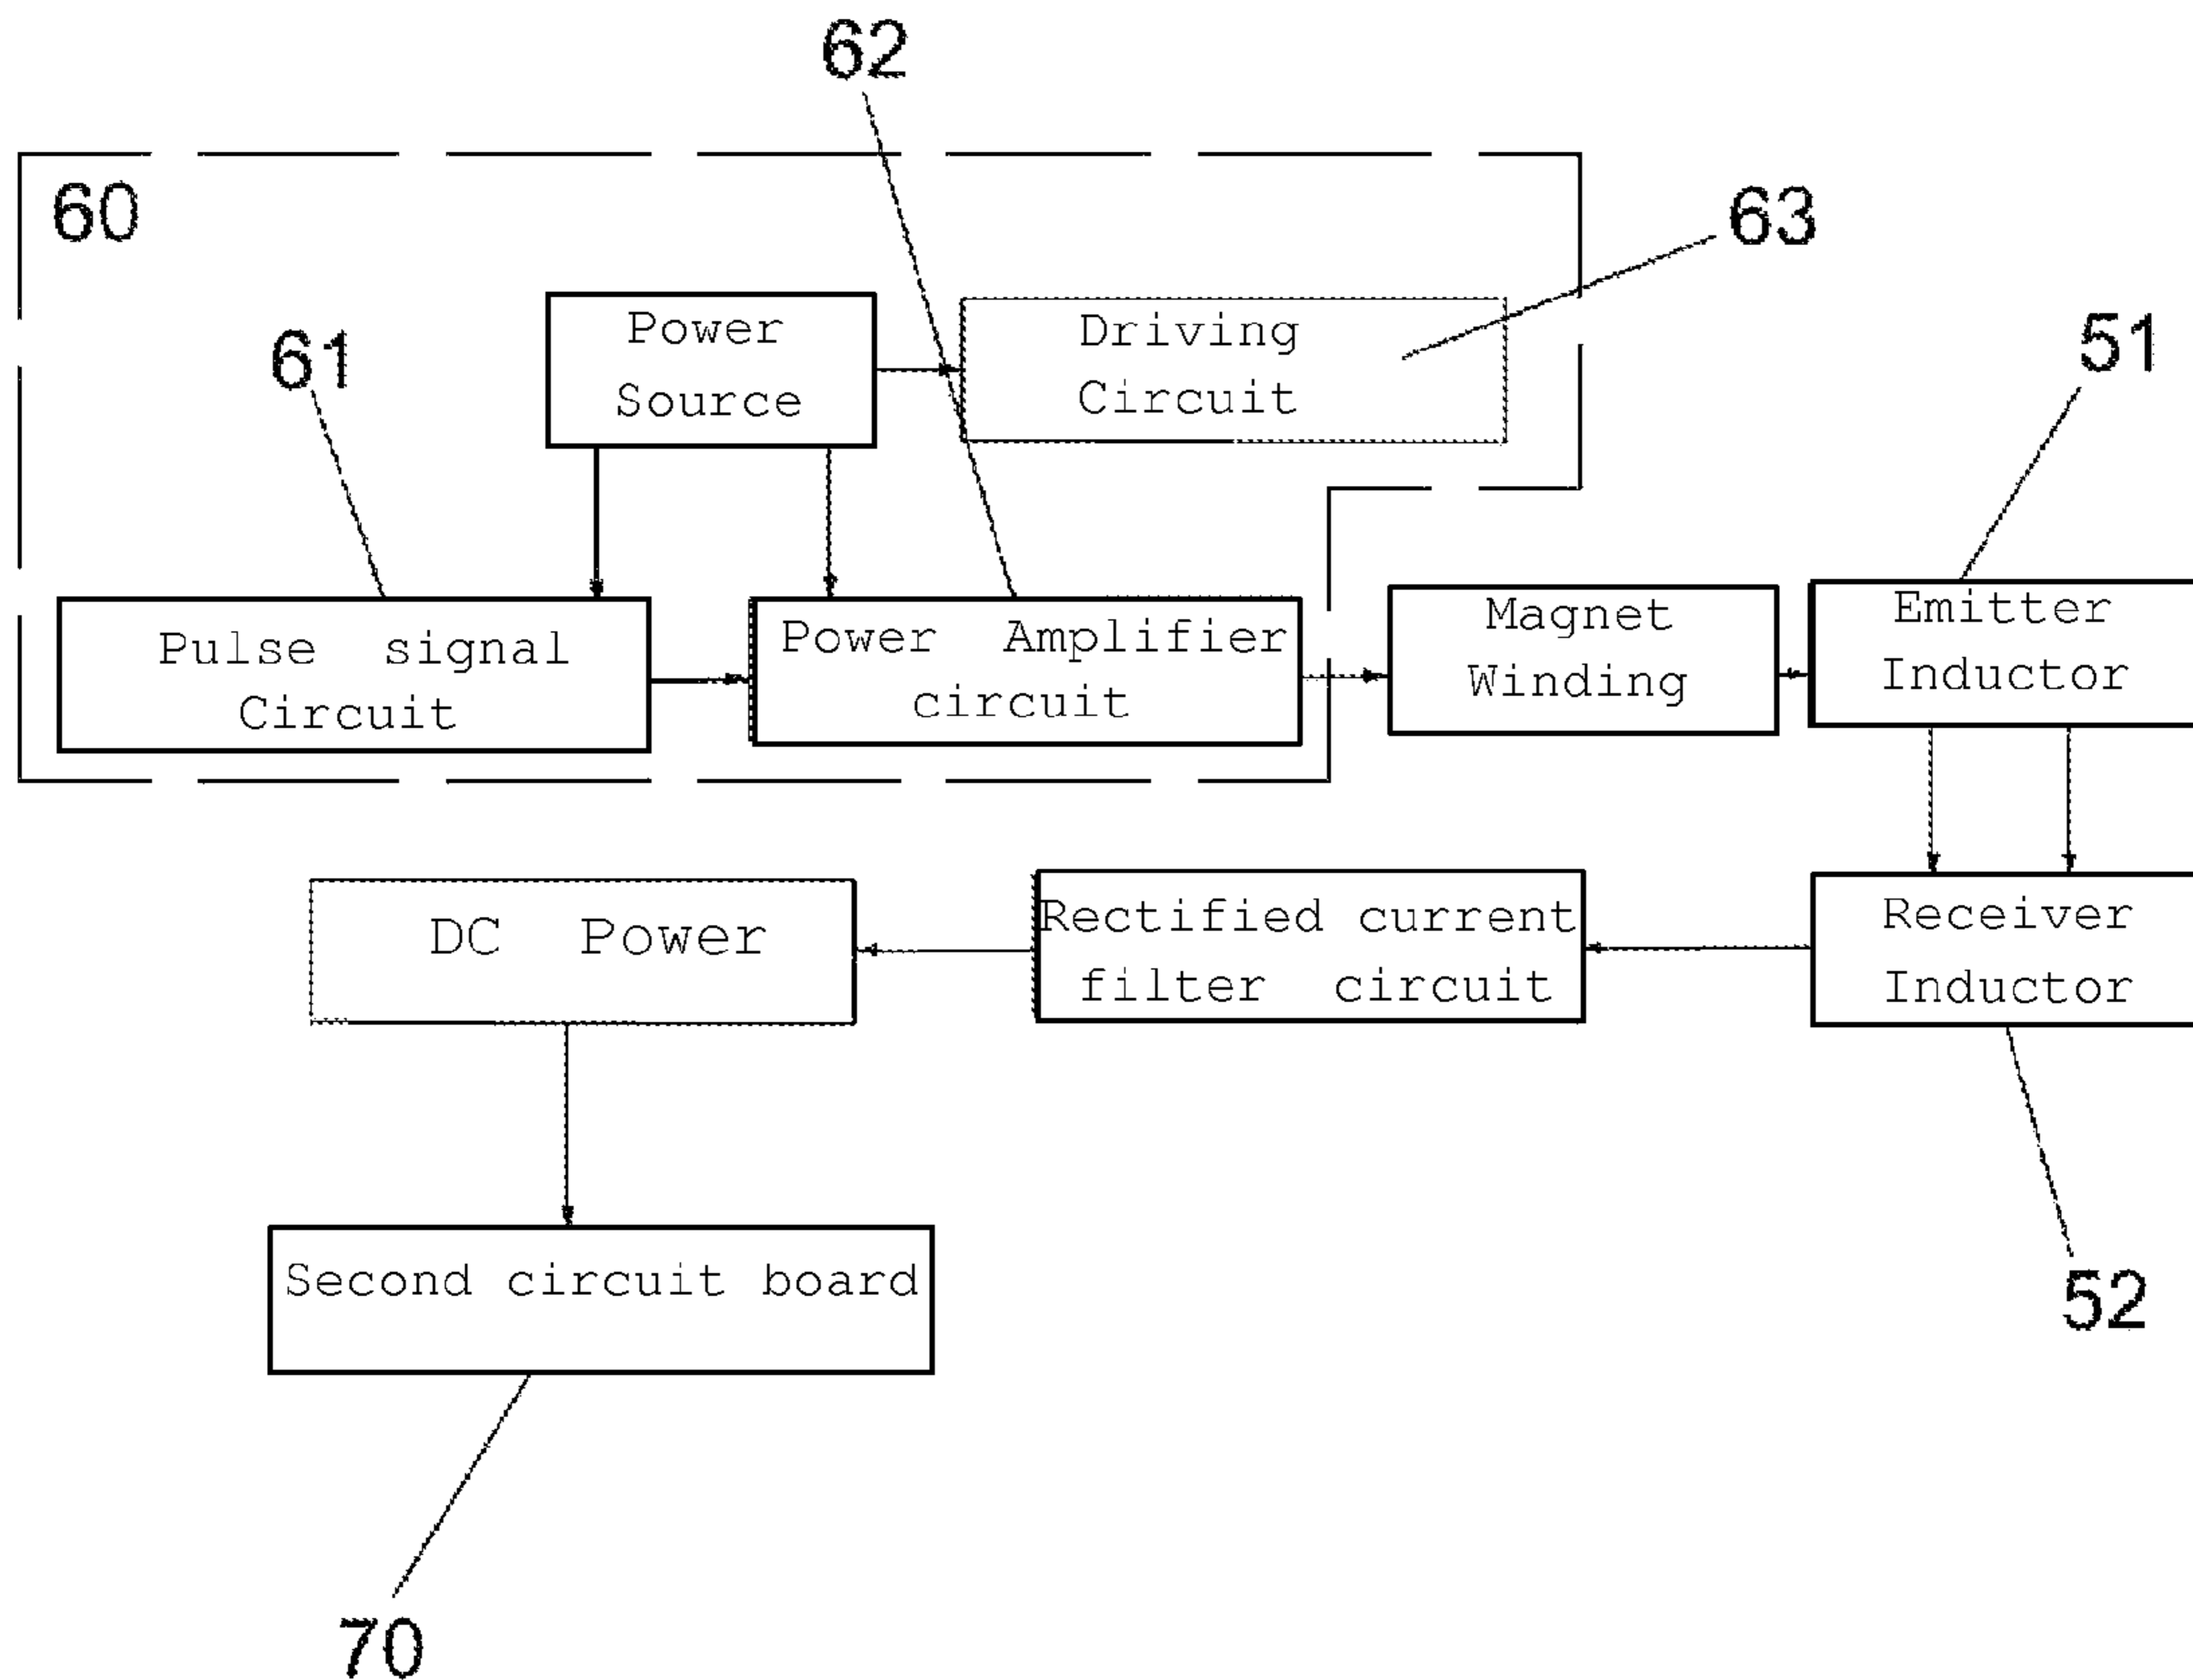 62
60
63
Power
Source
Driving
Circuit
61
51
Pulse signal
Circuit
Power Amplifier
circuit
Magnet
Winding
Emitter
Inductor
DC Power
Rectified current
filter circuit
Receiver
Inductor
Second circuit board
52
70